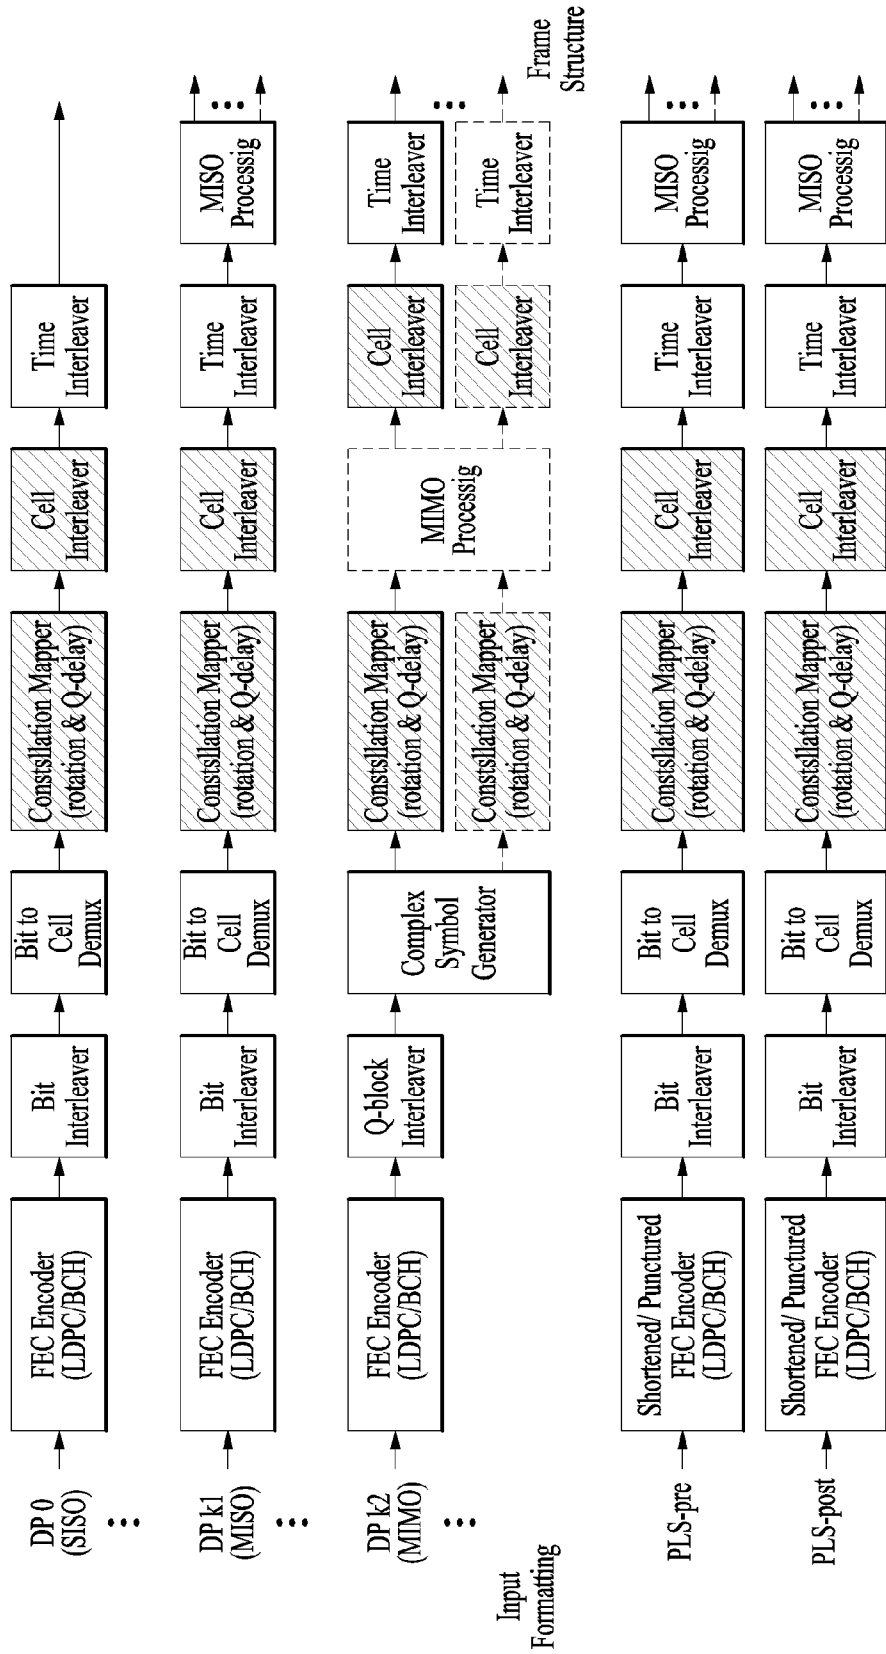 DP 0
(SISO)
FEC Encoder
(LDPC/BCH)
Bit
Interleaver
Bit to
Cell
Demux
Constsllation Mapper
(rotation & Q-delay)
Cell
Interleaver
Time
Interleaver
DP k1
(MISO)
FEC Encoder
(LDPC/BCH)
Bit
Interleaver
Bit to
Cell
Demux
Constsllation Mapper
(rotation & Q-delay)
Cell
Interleaver
Time
Interleaver
MISO
Processig
DP k2
(MIMO)
FEC Encoder
(LDPC/BCH)
Q-block
Interleaver
Complex
Symbol
Generator
Constsllation Mapper
(rotation & Q-delay)
Constsllation Mapper
(rotation & Q-delay)
MIMO
Processig
Cell
Interleaver
Cell
Interleaver
Time
Interleaver
Time
Interleaver
Input
Formatting
Frame
Structure
PLS-pre
Shortened/ Punctured
FEC Encoder
(LDPC/BCH)
Bit
Interleaver
Bit to
Cell
Demux
Constsllation Mapper
(rotation & Q-delay)
Cell
Interleaver
Time
Interleaver
MISO
Processig
PLS-post
Shortened/ Punctured
FEC Encoder
(LDPC/BCH)
Bit
Interleaver
Bit to
Cell
Demux
Constsllation Mapper
(rotation & Q-delay)
Cell
Interleaver
Time
Interleaver
MISO
Processig